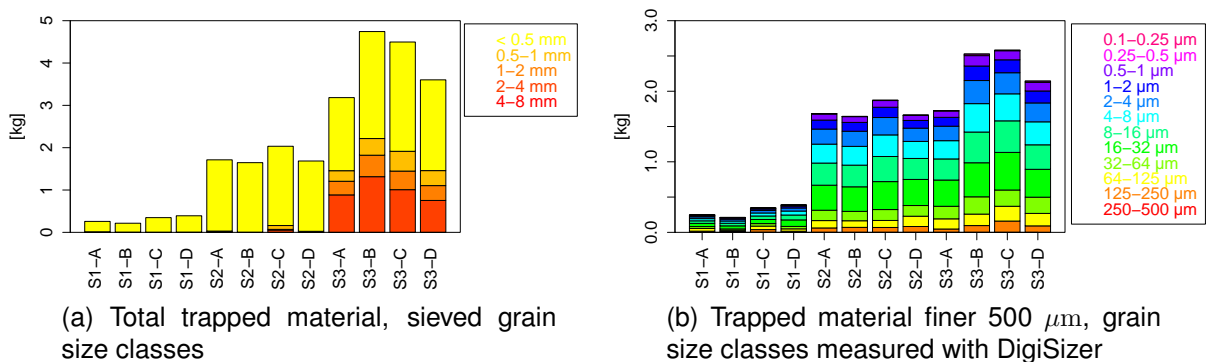 5
4
3
2
1
0
[kg]
S1−A
S1−B
S1−C
S1−D
S2−A
S2−B
S2−C
S2−D
S3−A
S3−B
S3−C
S3−D
< 0.5 mm
0.5−1 mm
1−2 mm
2−4 mm
4−8 mm
(a) Total trapped material, sieved grain
size classes
3.0
2.0
1.0
0.0
[kg]
S1−A
S1−B
S1−C
S1−D
S2−A
S2−B
S2−C
S2−D
S3−A
S3−B
S3−C
S3−D
0.1−0.25 µm
0.25−0.5 µm
0.5−1 µm
1−2 µm
2−4 µm
4−8 µm
8−16 µm
16−32 µm
32−64 µm
64−125 µm
125−250 µm
250−500 µm
(b) Trapped material finer 500 µm, grain
size classes measured with DigiSizer